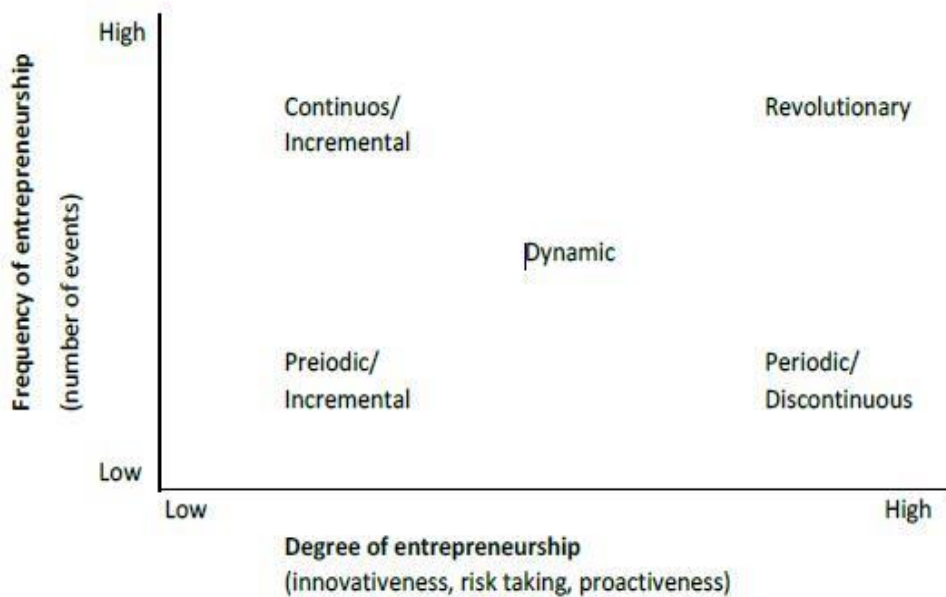 High
Frequency of entrepreneurship
(number of events)
Continuos/
Incremental
Revolutionary
Dynamic
Preiodic/
Incremental
Periodic/
Discontinuous
Low
Low
High
Degree of entrepreneurship
(innovativeness, risk taking, proactiveness)